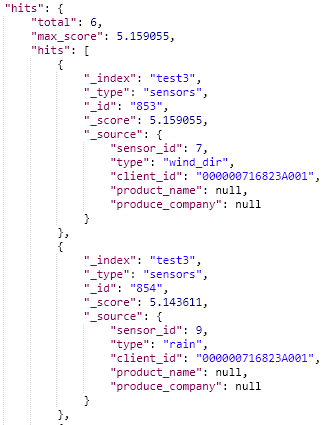 "hits": {
"total": 6,
"max_score": 5.159055,
"hits": [
{
"_index": "test3",
"_type": "sensors",
"_id": "853",
"_score": 5.159055,
"_source": {
"sensor_id": 7,
"type": "wind_dir",
"client_id": "000000716823A001",
"product_name": null,
"produce_company": null
}
},
{
"_index": "test3",
"_type": "sensors",
"_id": "854",
"_score": 5.143611,
"_source": {
"sensor_id": 9,
"type": "rain",
"client_id": "000000716823A001",
"product_name": null,
"produce_company": null
}
},